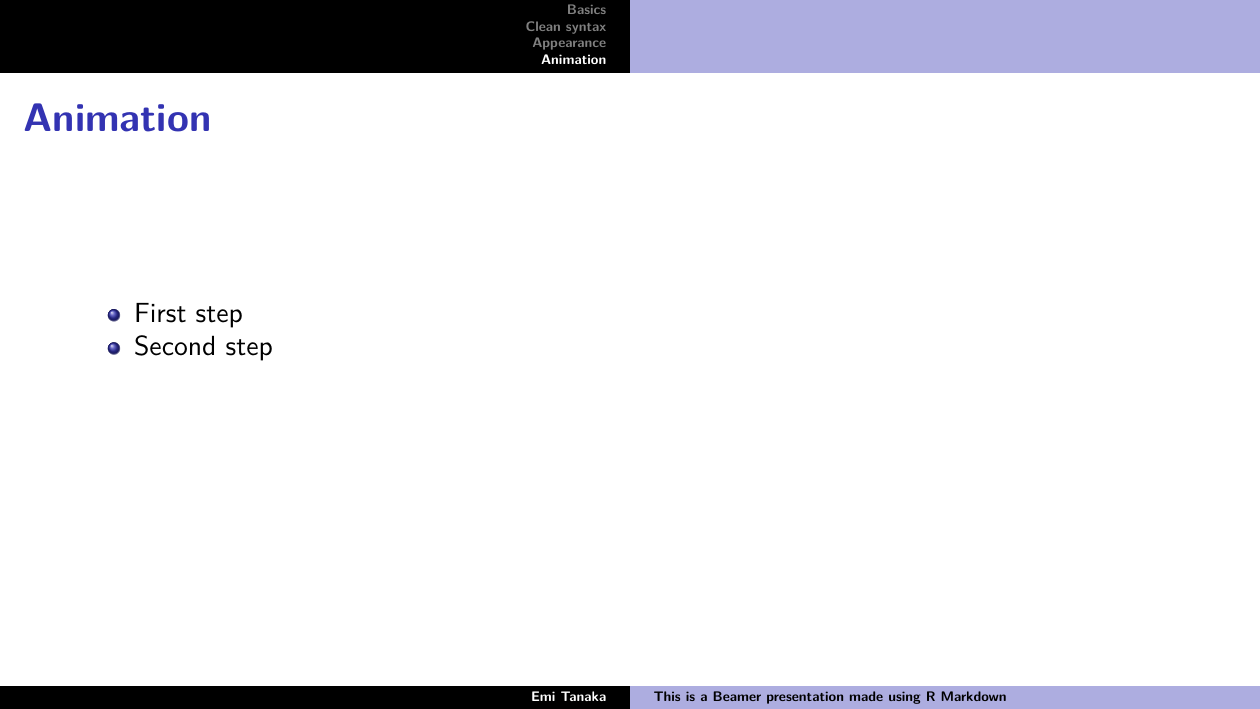 Basics
Clean syntax
Appearance
Animation
Animation
First step
Second step
Emi Tanaka
This is a Beamer presentation made using R Markdown